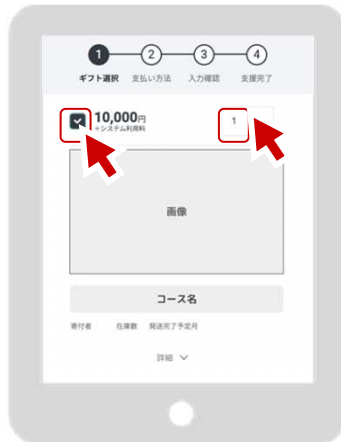 1 2 3 4
ギフト選択 支払い方法 入力確認 支援完了
10,000円
+システム利用料
1
画像
コース名
寄付者 在庫数 発送完了予定月
詳細